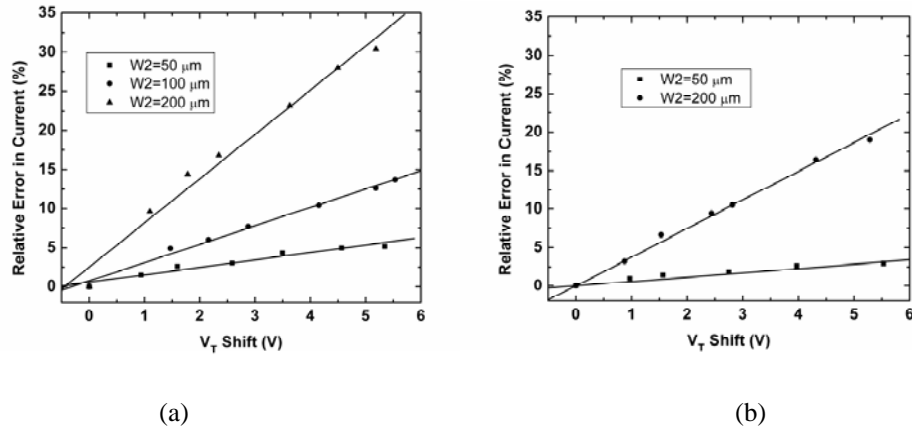 35
30
25
20
15
10
5
0
Relative Error in Current (%)
W2=50 μm
W2=100 μm
W2=200 μm
0 1 2 3 4 5 6
V_T Shift (V)
(a)
35
30
25
20
15
10
5
0
Relative Error in Current (%)
W2=50 μm
W2=200 μm
0 1 2 3 4 5 6
V_T Shift (V)
(b)